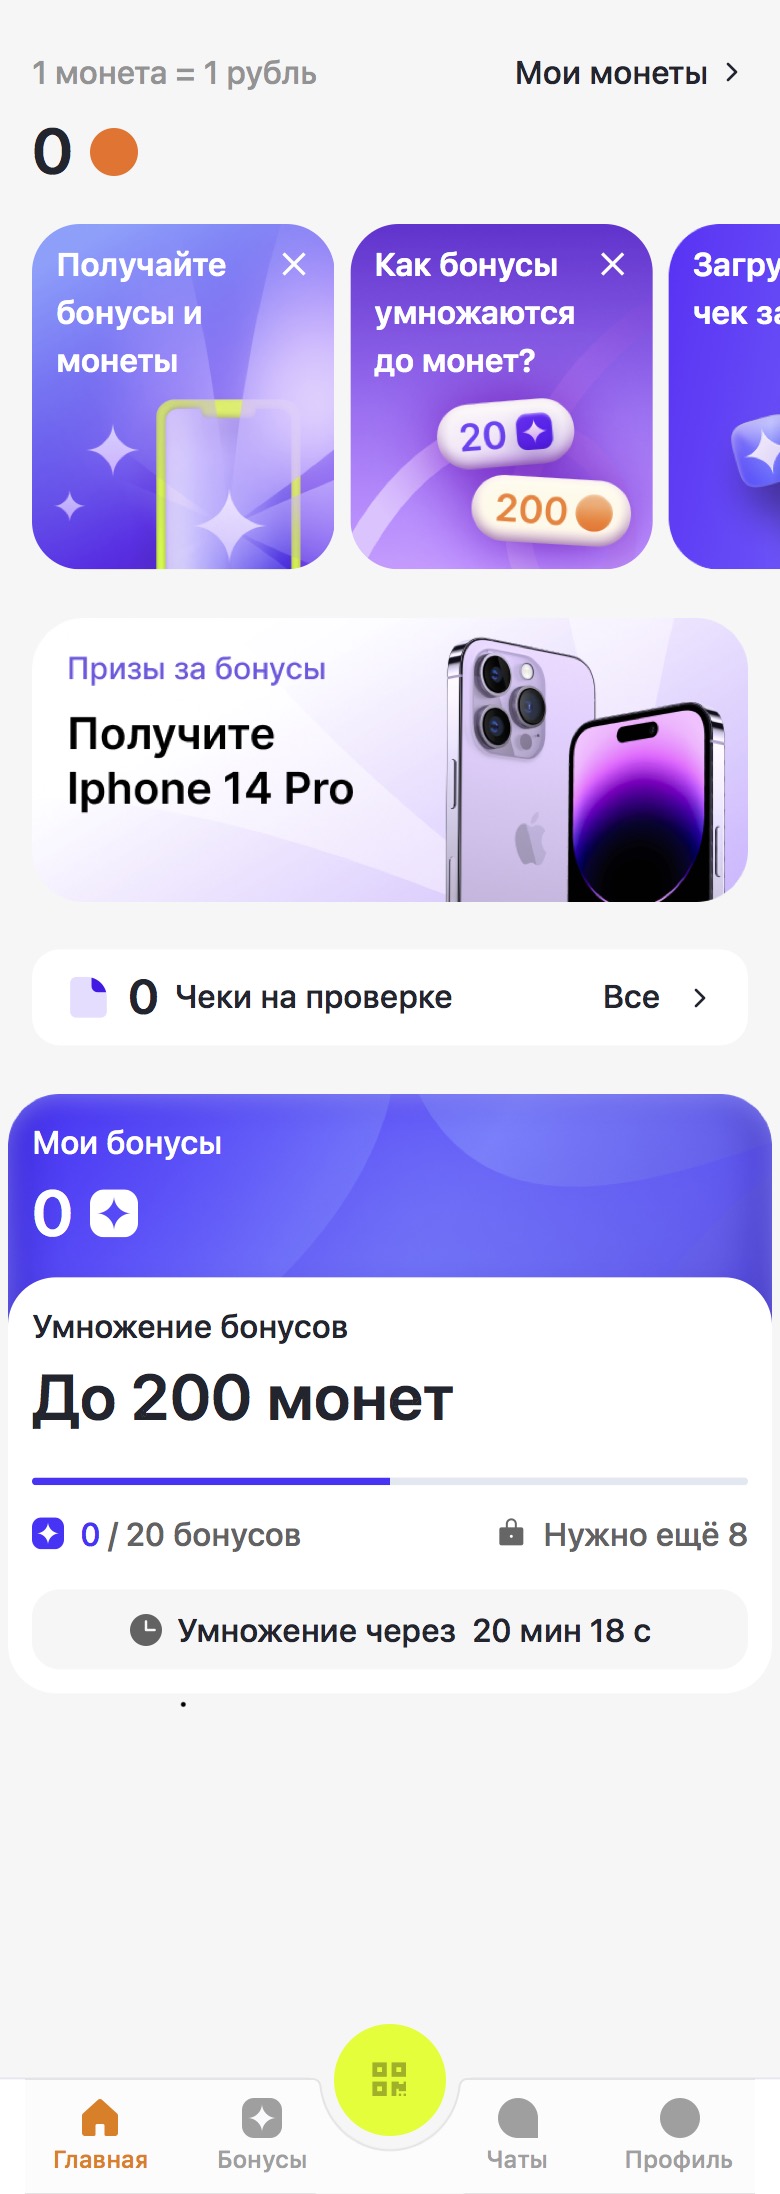 1 монета = 1 рубль
Мои монеты
0
Получайте
бонусы и
монеты
Как бонусы
умножаются
до монет?
20
200
Загру
чек за
Призы за бонусы
Получите
Iphone 14 Pro
0 Чеки на проверке
Все
Мои бонусы
0
Умножение бонусов
До 200 монет
0 / 20 бонусов
Нужно ещё 8
Умножение через 20 мин 18 с
.
Главная
Бонусы
Чаты
Профиль